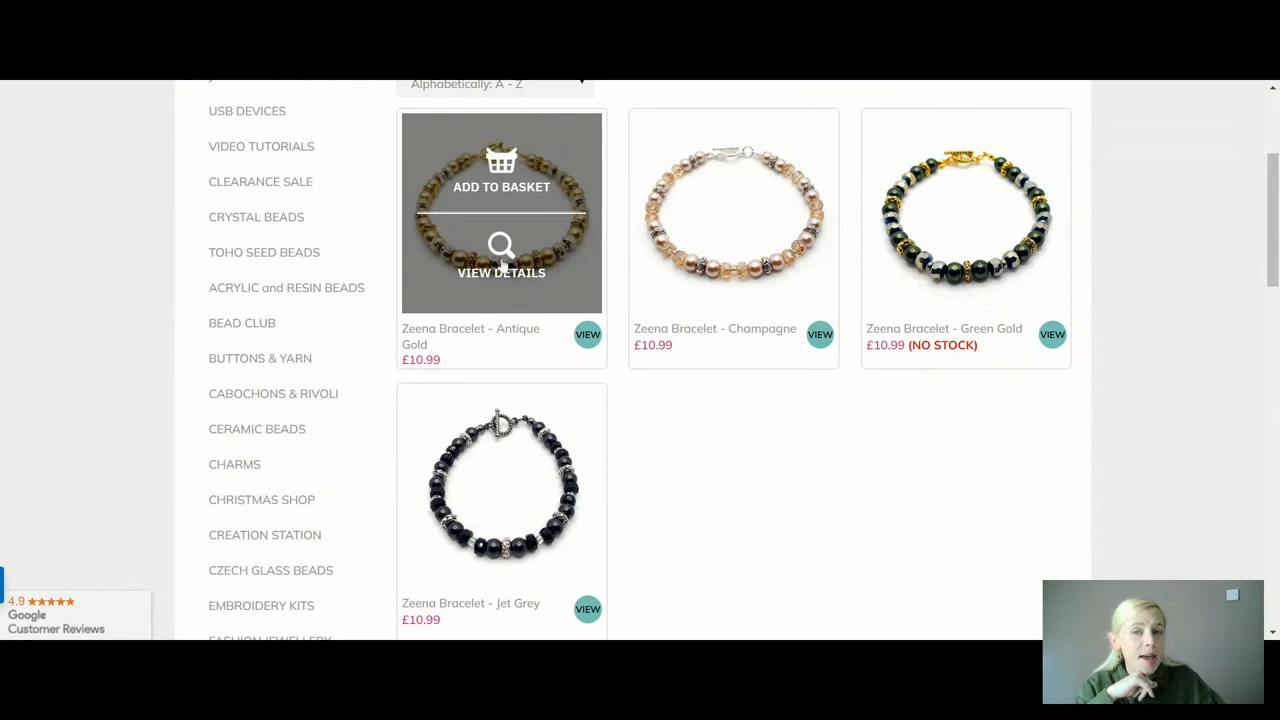 Alphabetically: A - Z
USB DEVICES
VIDEO TUTORIALS
CLEARANCE SALE
CRYSTAL BEADS
TOHO SEED BEADS
ACRYLIC and RESIN BEADS
BEAD CLUB
BUTTONS & YARN
CABOCHONS & RIVOLI
CERAMIC BEADS
CHARMS
CHRISTMAS SHOP
CREATION STATION
CZECH GLASS BEADS
EMBROIDERY KITS
FASHION JEWELLERY
ADD TO BASKET
VIEW DETAILS
Zeena Bracelet - Antique
Gold
£10.99
VIEW
Zeena Bracelet - Champagne
£10.99
VIEW
Zeena Bracelet - Green Gold
£10.99 (NO STOCK)
VIEW
Zeena Bracelet - Jet Grey
£10.99
VIEW
4.9 ★★★★★
Google
Customer Reviews